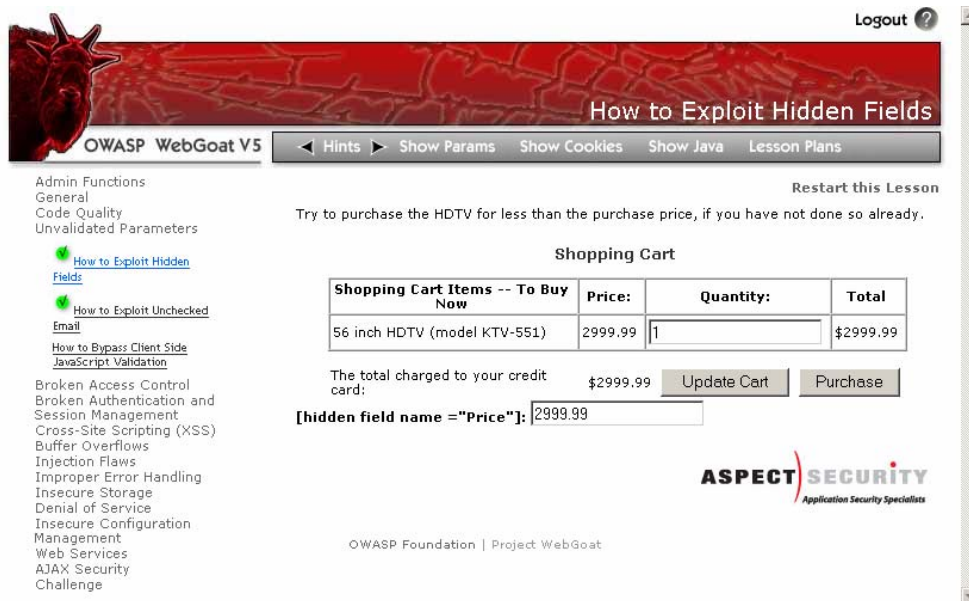 Logout ?
How to Exploit Hidden Fields
OWASP WebGoat V5
Hints
Show Params
Show Cookies
Show Java
Lesson Plans
Admin Functions
General
Code Quality
Unvalidated Parameters
How to Exploit Hidden
Fields
How to Exploit Unchecked
Email
How to Bypass Client Side
JavaScript Validation
Broken Access Control
Broken Authentication and
Session Management
Cross-Site Scripting (XSS)
Buffer Overflows
Injection Flaws
Improper Error Handling
Insecure Storage
Denial of Service
Insecure Configuration
Management
Web Services
AJAX Security
Challenge
Restart this Lesson
Try to purchase the HDTV for less than the purchase price, if you have not done so already.
Shopping Cart
Shopping Cart Items -- To Buy
Now
Price:
Quantity:
Total
56 inch HDTV (model KTV-551)
2999.99
1
$2999.99
The total charged to your credit
card:
$2999.99
Update Cart
Purchase
[hidden field name ="Price"]: 2999.99
ASPECT SECURITY
Application Security Specialists
OWASP Foundation | Project WebGoat